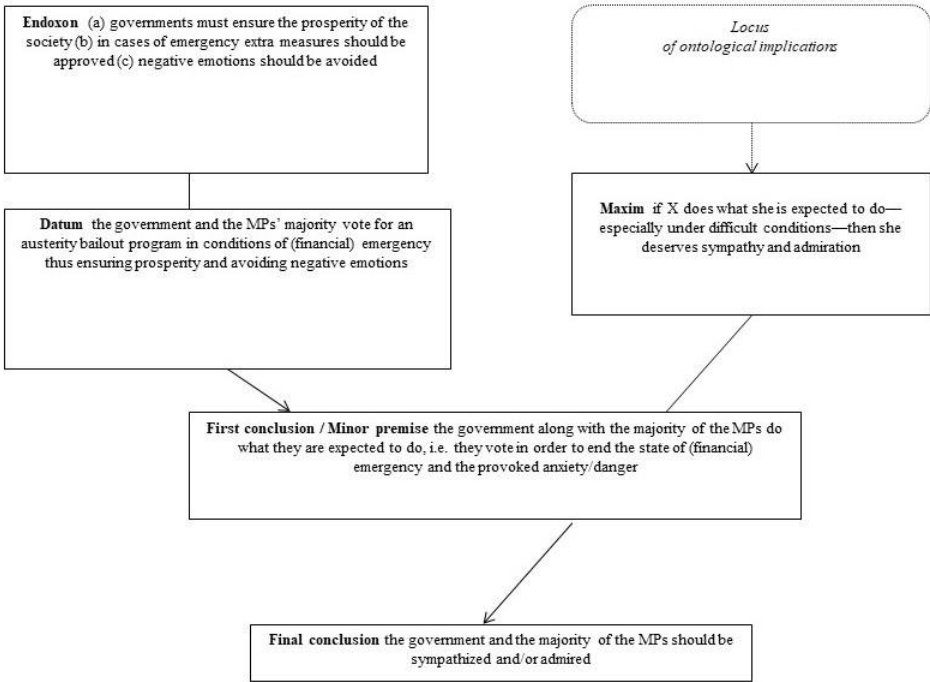 Endoxon (a) governments must ensure the prosperity of the
society (b) in cases of emergency extra measures should be
approved (c) negative emotions should be avoided
Locus
of ontological implications
Datum the government and the MPs' majority vote for an
austerity bailout program in conditions of (financial) emergency
thus ensuring prosperity and avoiding negative emotions
Maxim if X does what she is expected to do—
especially under difficult conditions—then she
deserves sympathy and admiration
First conclusion / Minor premise the government along with the majority of the MPs do
what they are expected to do, i.e. they vote in order to end the state of (financial)
emergency and the provoked anxiety/danger
Final conclusion the government and the majority of the MPs should be
sympathized and/or admired